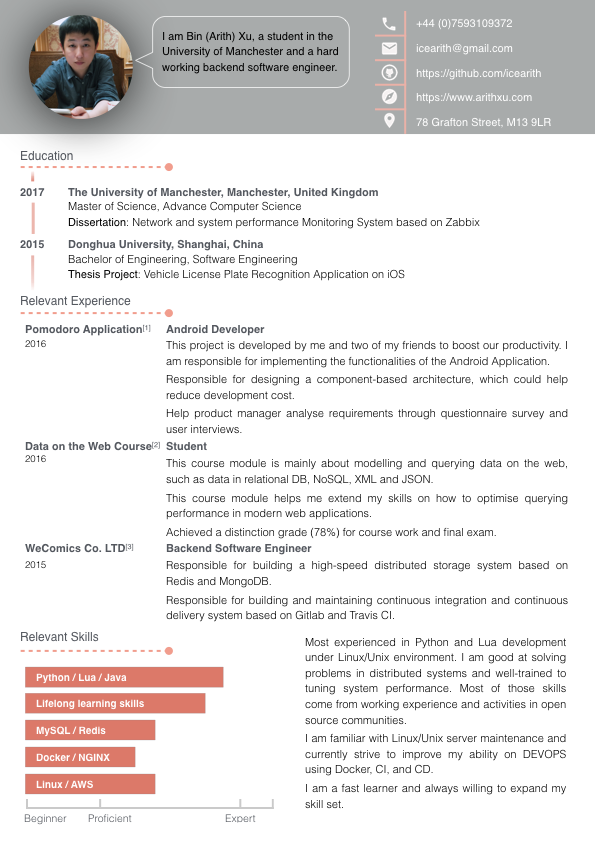 I am Bin (Arith) Xu, a student in the
University of Manchester and a hard
working backend software engineer.
+44 (0)7593109372
icearith@gmail.com
https://github.com/icearith
https://www.arithxu.com
78 Grafton Street, M13 9LR
Education
2017
The University of Manchester, Manchester, United Kingdom
Master of Science, Advance Computer Science
Dissertation: Network and system performance Monitoring System based on Zabbix
2015
Donghua University, Shanghai, China
Bachelor of Engineering, Software Engineering
Thesis Project: Vehicle License Plate Recognition Application on iOS
Relevant Experience
Pomodoro Application[1]
2016
Android Developer
This project is developed by me and two of my friends to boost our productivity. I
am responsible for implementing the functionalities of the Android Application.
Responsible for designing a component-based architecture, which could help
reduce development cost.
Help product manager analyse requirements through questionnaire survey and
user interviews.
Data on the Web Course[2]
2016
Student
This course module is mainly about modelling and querying data on the web,
such as data in relational DB, NoSQL, XML and JSON.
This course module helps me extend my skills on how to optimise querying
performance in modern web applications.
Achieved a distinction grade (78%) for course work and final exam.
WeComics Co. LTD[3]
2015
Backend Software Engineer
Responsible for building a high-speed distributed storage system based on
Redis and MongoDB.
Responsible for building and maintaining continuous integration and continuous
delivery system based on Gitlab and Travis CI.
Relevant Skills
Python / Lua / Java
Lifelong learning skills
MySQL / Redis
Docker / NGINX
Linux / AWS
Beginner Proficient Expert
Most experienced in Python and Lua development
under Linux/Unix environment. I am good at solving
problems in distributed systems and well-trained to
tuning system performance. Most of those skills
come from working experience and activities in open
source communities.
I am familiar with Linux/Unix server maintenance and
currently strive to improve my ability on DEVOPS
using Docker, CI, and CD.
I am a fast learner and always willing to expand my
skill set.